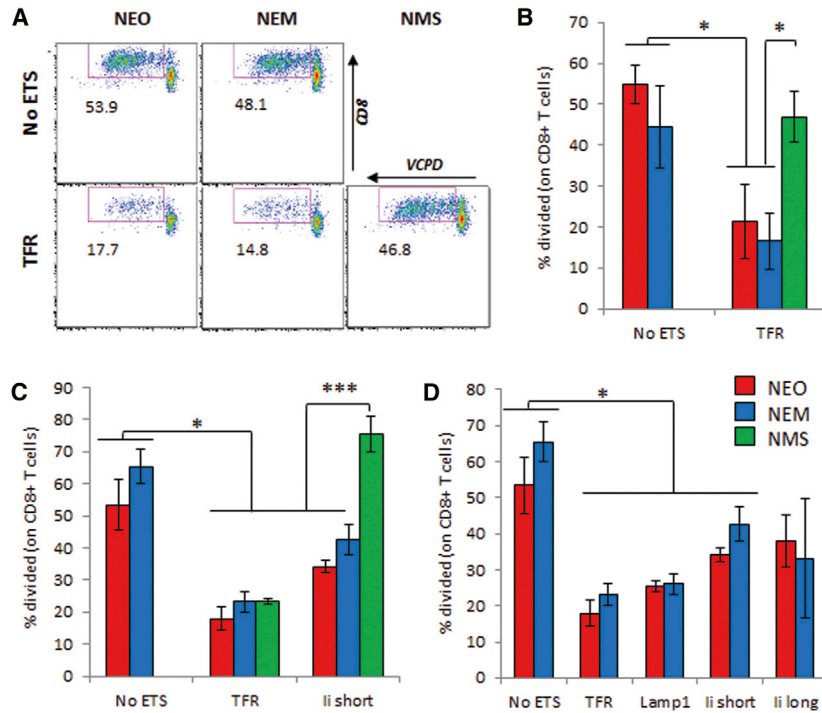 A
NEO
NEM
NMS
No ETS
53.9
48.1
CD8
VCPD
TFR
17.7
14.8
46.8
B
% divided (on CD8+ T cells)
70
60
50
40
30
20
10
0
*
*
No ETS
TFR
C
% divided (on CD8+ T cells)
90
80
70
60
50
40
30
20
10
0
*
***
No ETS
TFR
Ii short
D
% divided (on CD8+ T cells)
80
70
60
50
40
30
20
10
0
*
NEO
NEM
NMS
No ETS
TFR
Lamp1
Ii short
Ii long